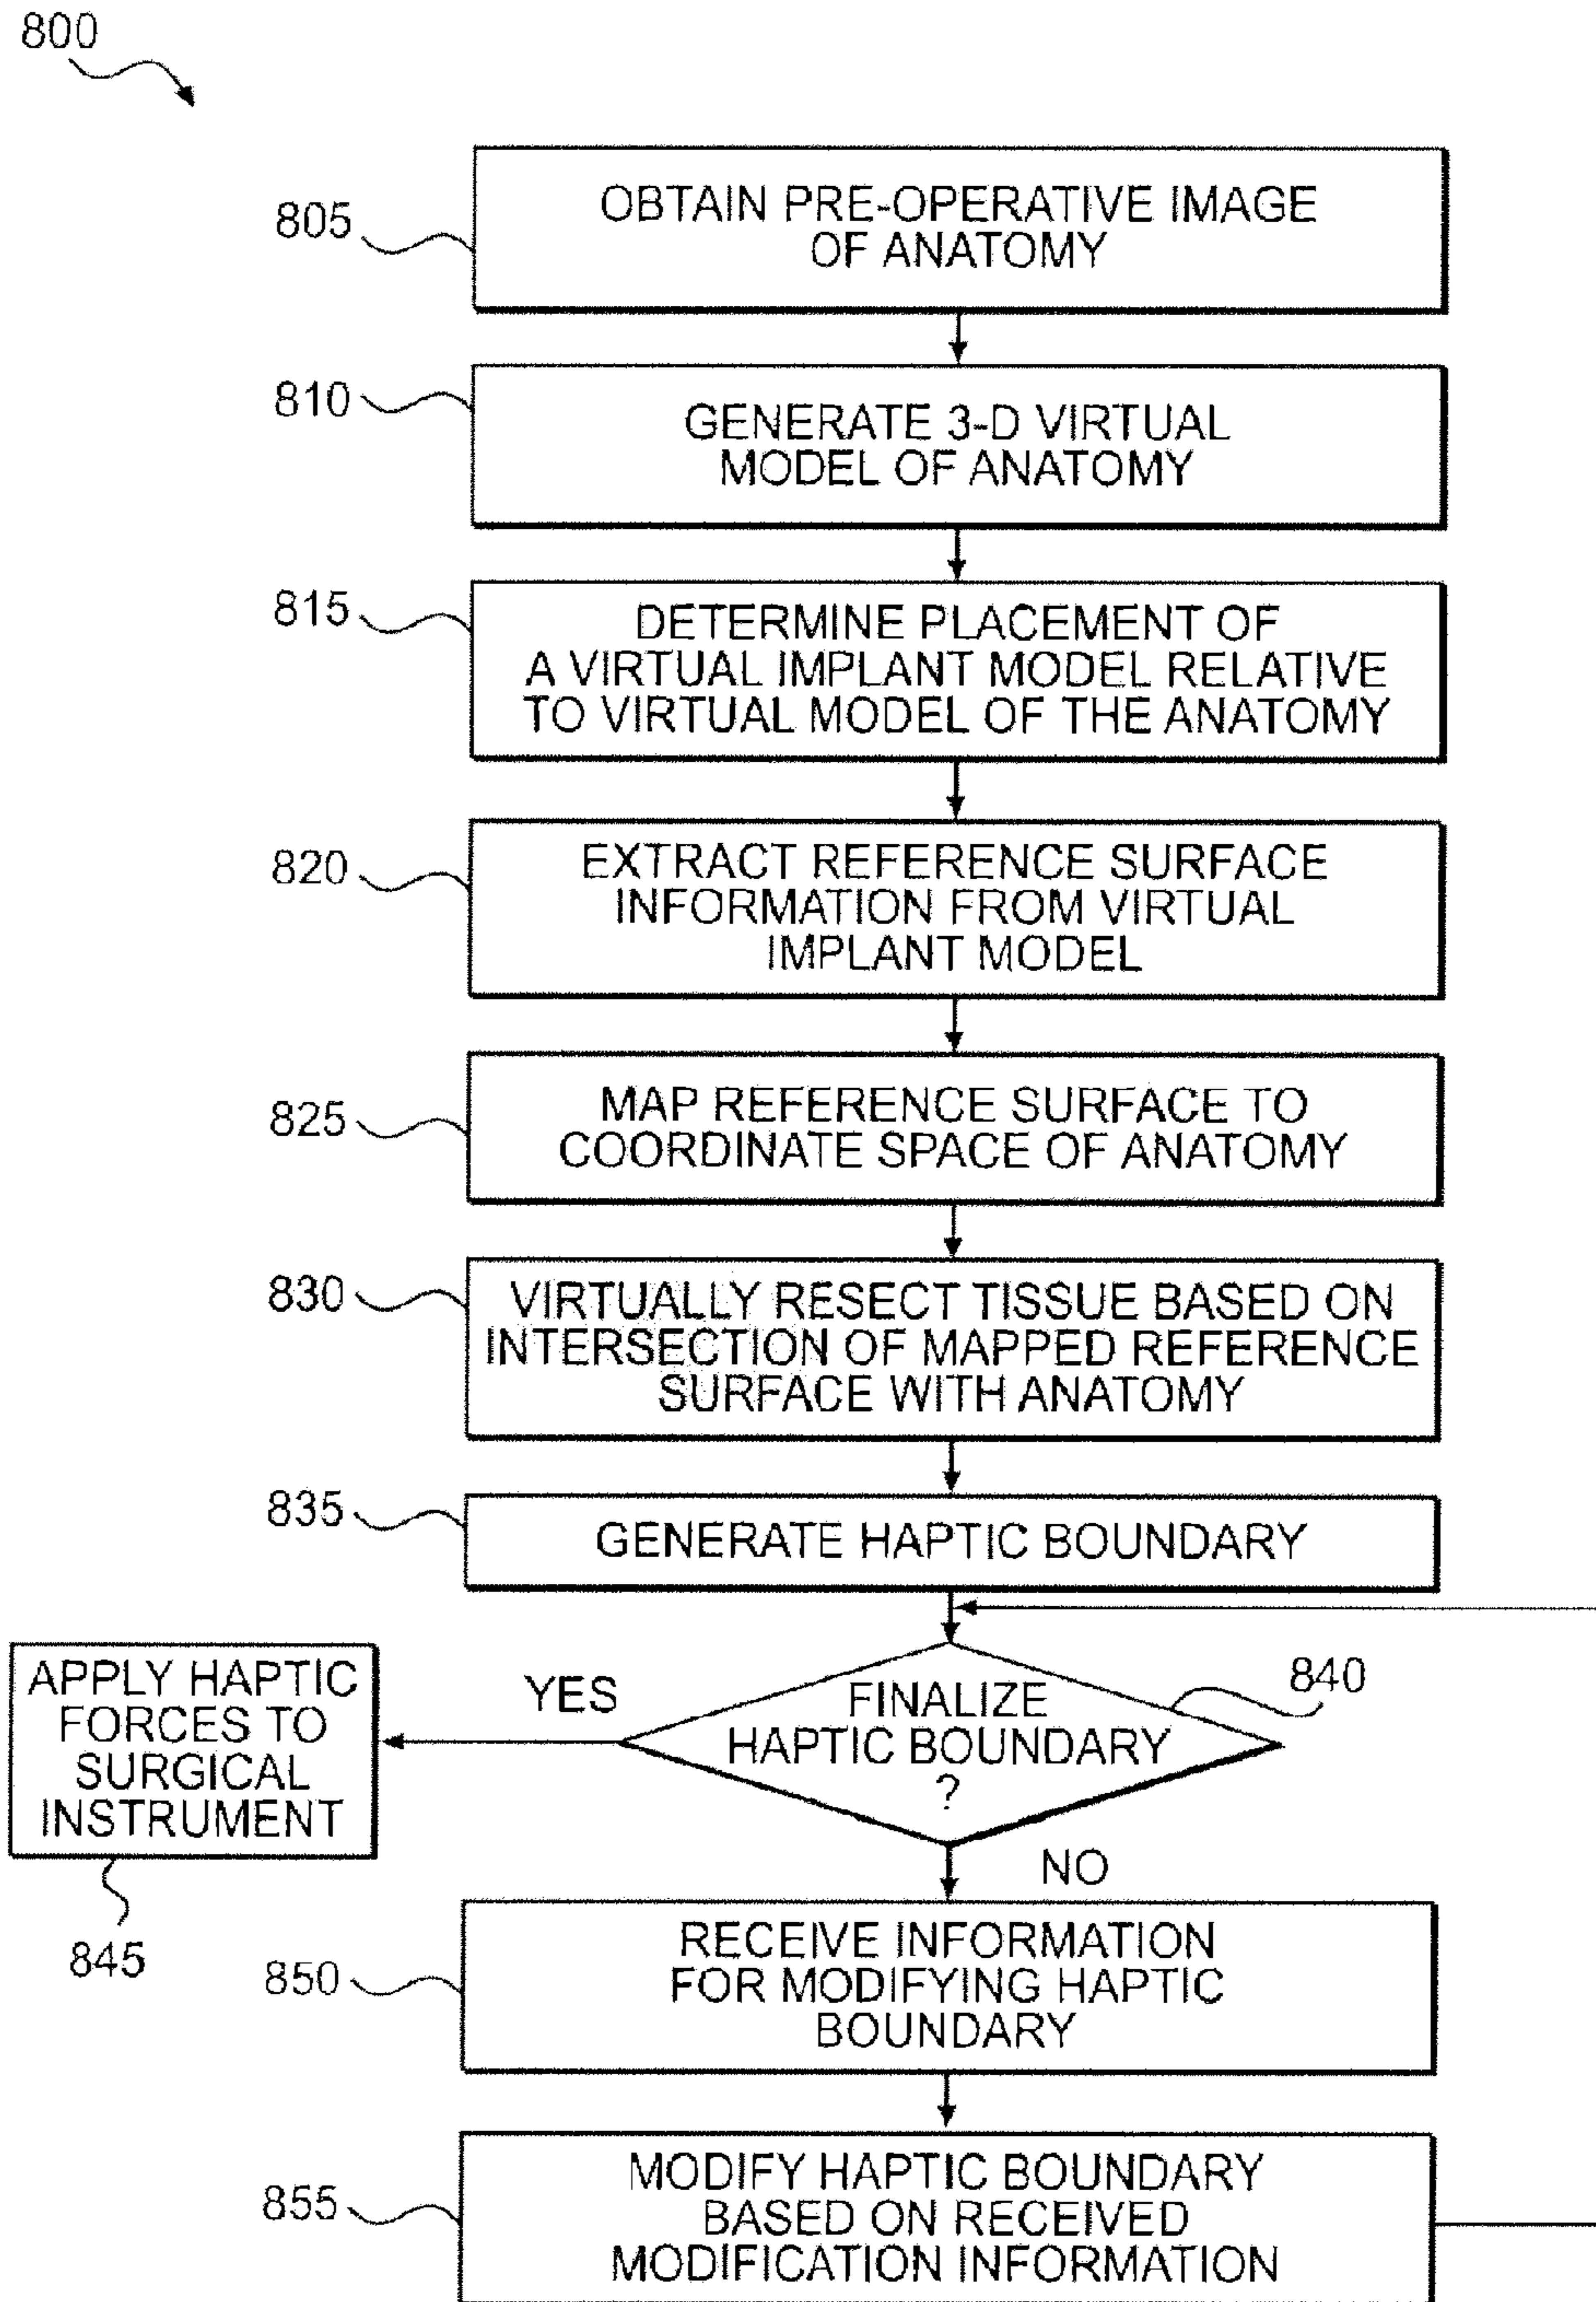 800
805
OBTAIN PRE-OPERATIVE IMAGE
OF ANATOMY
810
GENERATE 3-D VIRTUAL
MODEL OF ANATOMY
815
DETERMINE PLACEMENT OF
A VIRTUAL IMPLANT MODEL RELATIVE
TO VIRTUAL MODEL OF THE ANATOMY
820
EXTRACT REFERENCE SURFACE
INFORMATION FROM VIRTUAL
IMPLANT MODEL
825
MAP REFERENCE SURFACE TO
COORDINATE SPACE OF ANATOMY
830
VIRTUALLY RESECT TISSUE BASED ON
INTERSECTION OF MAPPED REFERENCE
SURFACE WITH ANATOMY
835
GENERATE HAPTIC BOUNDARY
840
FINALIZE
HAPTIC BOUNDARY
?
YES
APPLY HAPTIC
FORCES TO
SURGICAL
INSTRUMENT
845
NO
850
RECEIVE INFORMATION
FOR MODIFYING HAPTIC
BOUNDARY
855
MODIFY HAPTIC BOUNDARY
BASED ON RECEIVED
MODIFICATION INFORMATION